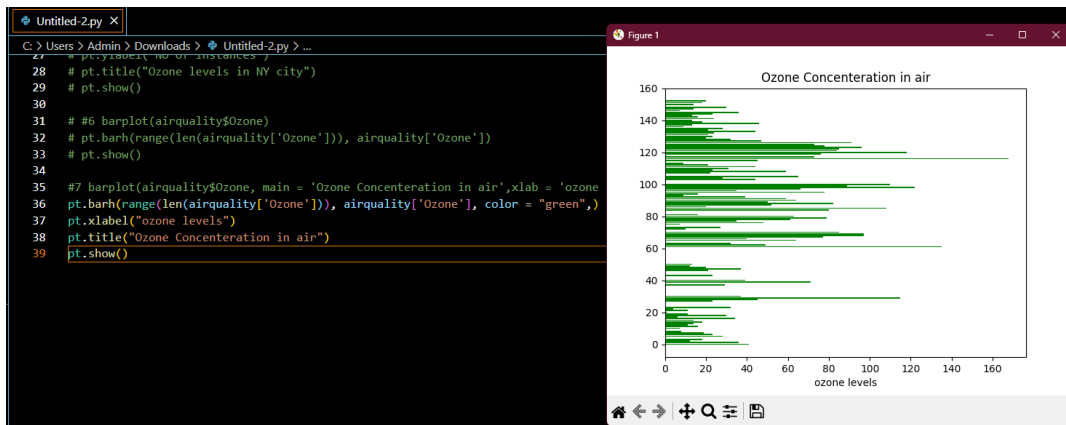 Untitled-2.py
C: > Users > Admin > Downloads > Untitled-2.py > ...
27 # pt.ylabel("No of instances")
28 # pt.title("Ozone levels in NY city")
29 # pt.show()
30
31 # #6 barplot(airquality$Ozone)
32 # pt.barh(range(len(airquality['Ozone'])), airquality['Ozone'])
33 # pt.show()
34
35 #7 barplot(airquality$Ozone, main = 'Ozone Concenteration in air',xlab = 'ozone
36 pt.barh(range(len(airquality['Ozone'])), airquality['Ozone'], color = "green",)
37 pt.xlabel("ozone levels")
38 pt.title("Ozone Concenteration in air")
39 pt.show()
Figure 1
Ozone Concenteration in air
160
140
120
100
80
60
40
20
0
0 20 40 60 80 100 120 140 160
ozone levels